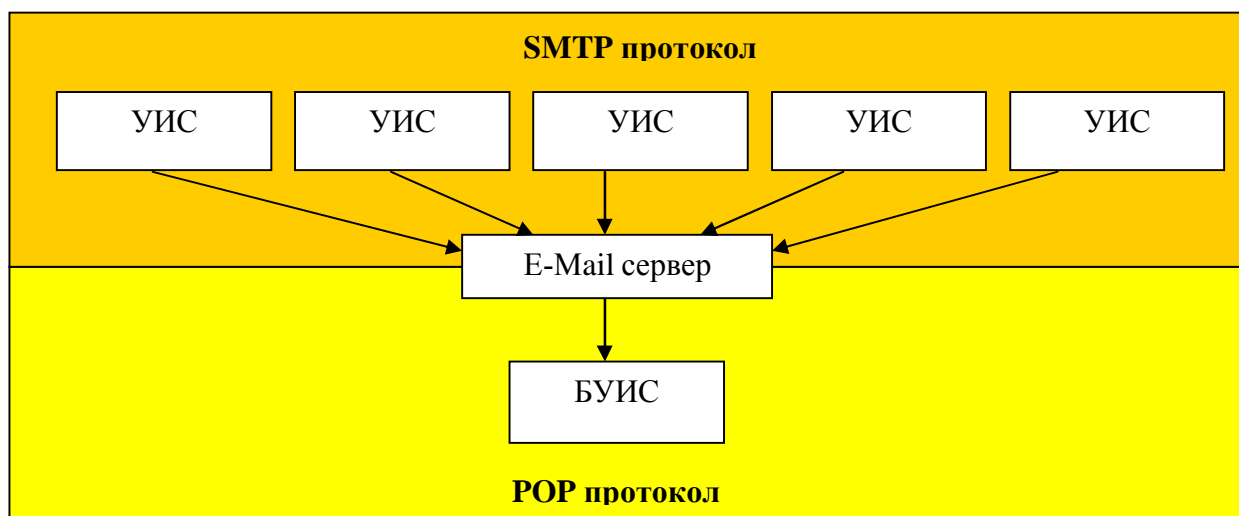 SMTP протокол
УИС УИС УИС УИС УИС
E-Mail сервер
БУИС
POP протокол